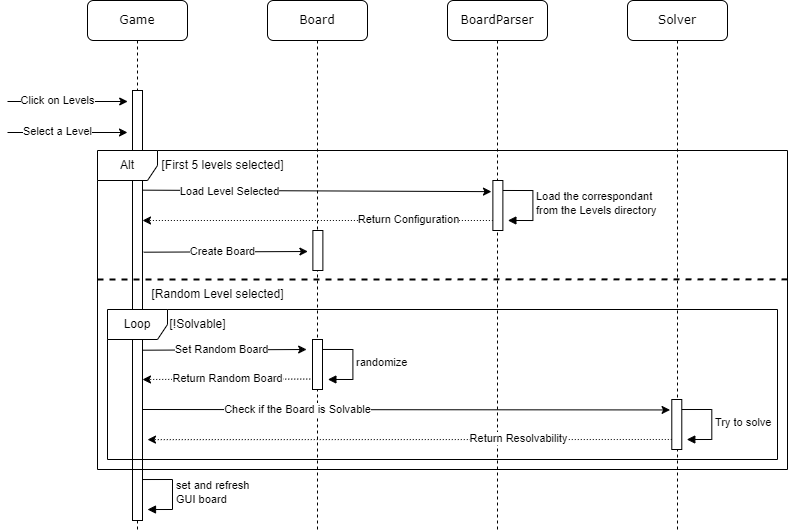 Game
Board
BoardParser
Solver
Click on Levels
Select a Level
Alt
[First 5 levels selected]
Load Level Selected
Load the correspondant
from the Levels directory
Return Configuration
Create Board
[Random Level selected]
Loop
[!Solvable]
Set Random Board
randomize
Return Random Board
Check if the Board is Solvable
Try to solve
Return Resolvability
set and refresh
GUI board